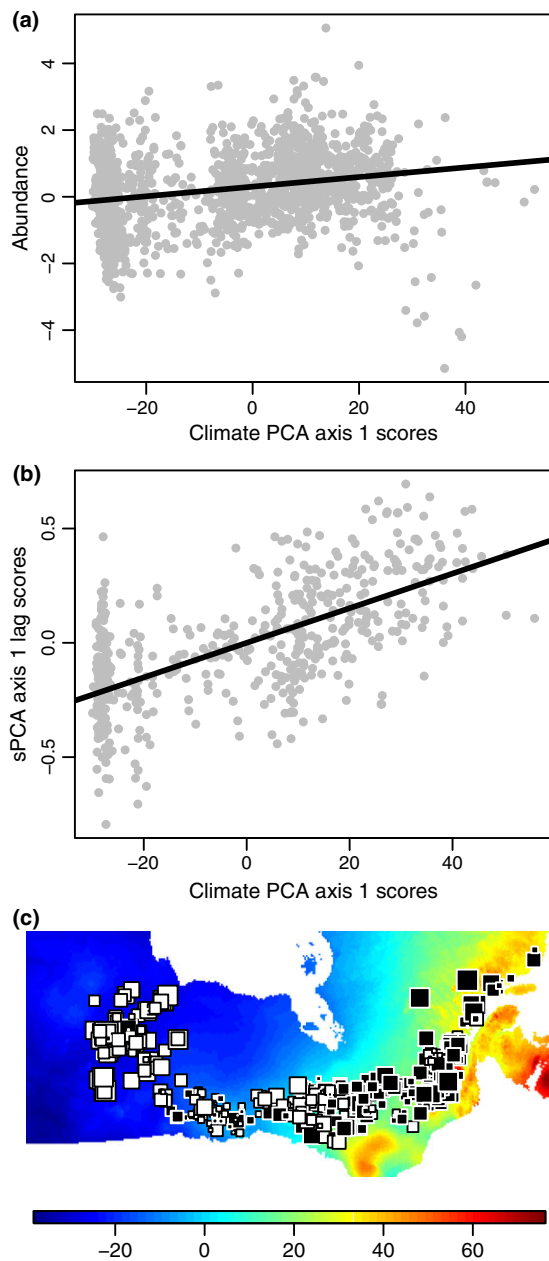 (a)
4
2
0
−2
−4
Abundance
−20 0 20 40
Climate PCA axis 1 scores
(b)
0.5
0.0
−0.5
sPCA axis 1 lag scores
−20 0 20 40
Climate PCA axis 1 scores
(c)
−20 0 20 40 60